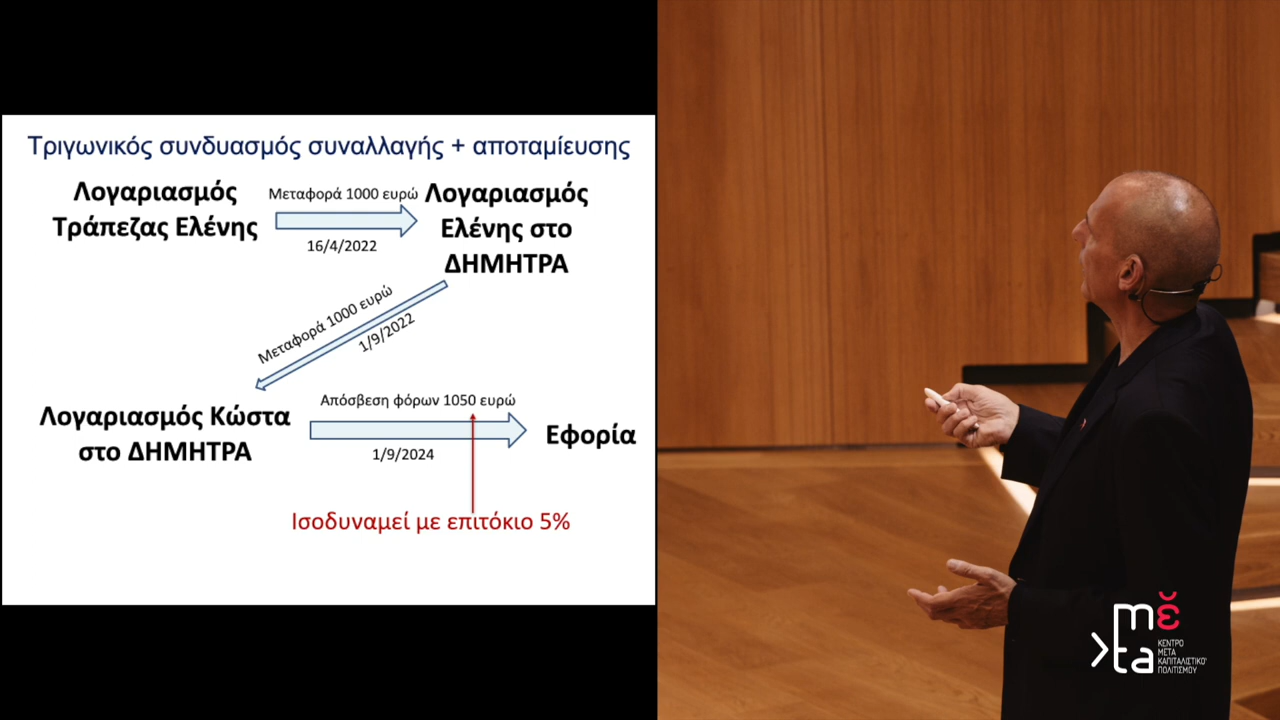 Τριγωνικός συνδυασμός συναλλαγής + αποταμίευσης
Λογαριασμός
Τράπεζας Ελένης
Μεταφορά 1000 ευρώ
16/4/2022
Λογαριασμός
Ελένης στο
ΔΗΜΗΤΡΑ
Μεταφορά 1000 ευρώ
1/9/2022
Λογαριασμός Κώστα
στο ΔΗΜΗΤΡΑ
Απόσβεση φόρων 1050 ευρώ
1/9/2024
Εφορία
Ισοδυναμεί με επιτόκιο 5%
mέta
ΚΕΝΤΡΟ
ΜΕΤΑ
ΚΑΠΙΤΑΛΙΣΤΙΚΟΥ
ΠΟΛΙΤΙΣΜΟΥ